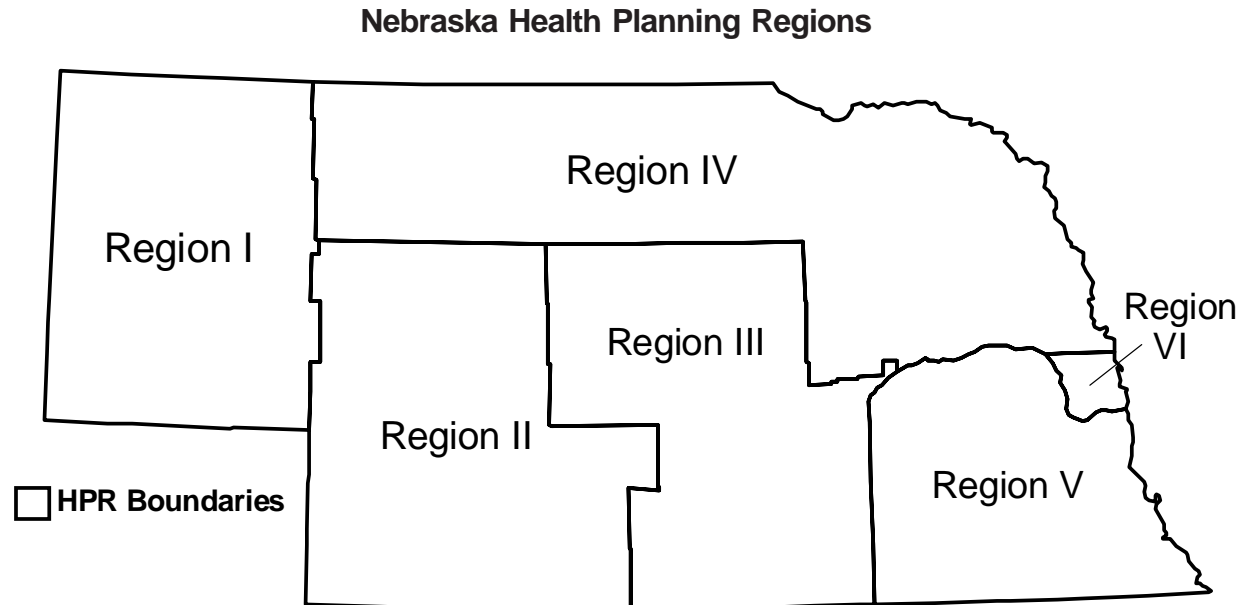 Nebraska Health Planning Regions
Region IV
Region I
Region
VI
Region III
Region II
Region V
HPR Boundaries